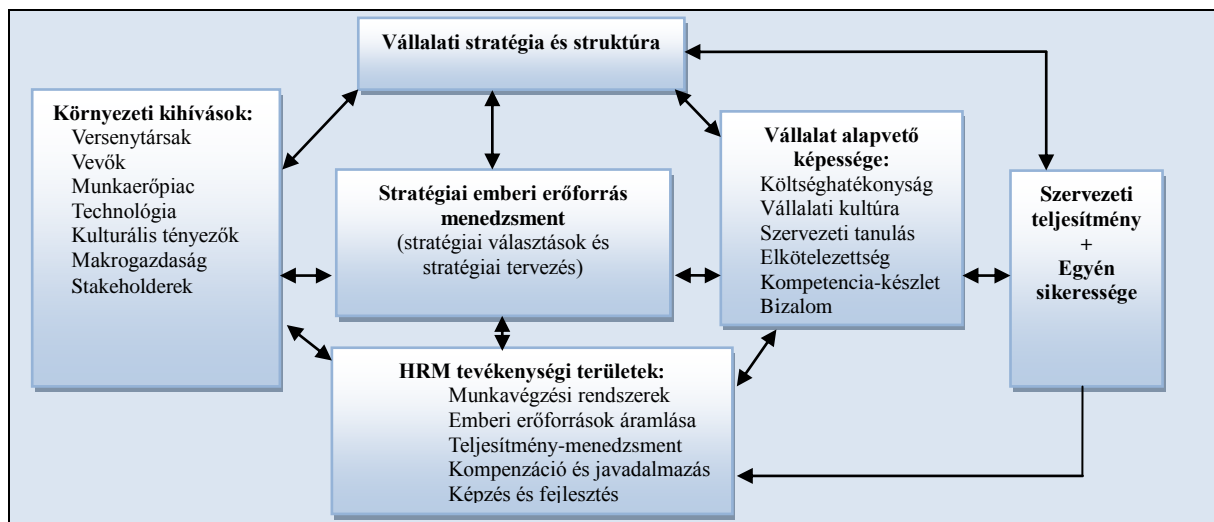 Vállalati stratégia és struktúra
Környezeti kihívások:
Versenytársak
Vevők
Munkaerőpiac
Technológia
Kulturális tényezők
Makrogazdaság
Stakeholderek
Stratégiai emberi erőforrás
menedzsment
(stratégiai választások és
stratégiai tervezés)
Vállalat alapvető
képessége:
Költséghatékonyság
Vállalati kultúra
Szervezeti tanulás
Elkötelezettség
Kompetencia-készlet
Bizalom
Szervezeti
teljesítmény
+
Egyén
sikeressége
HRM tevékenységi területek:
Munkavégzési rendszerek
Emberi erőforrások áramlása
Teljesítmény-menedzsment
Kompenzáció és javadalmazás
Képzés és fejlesztés